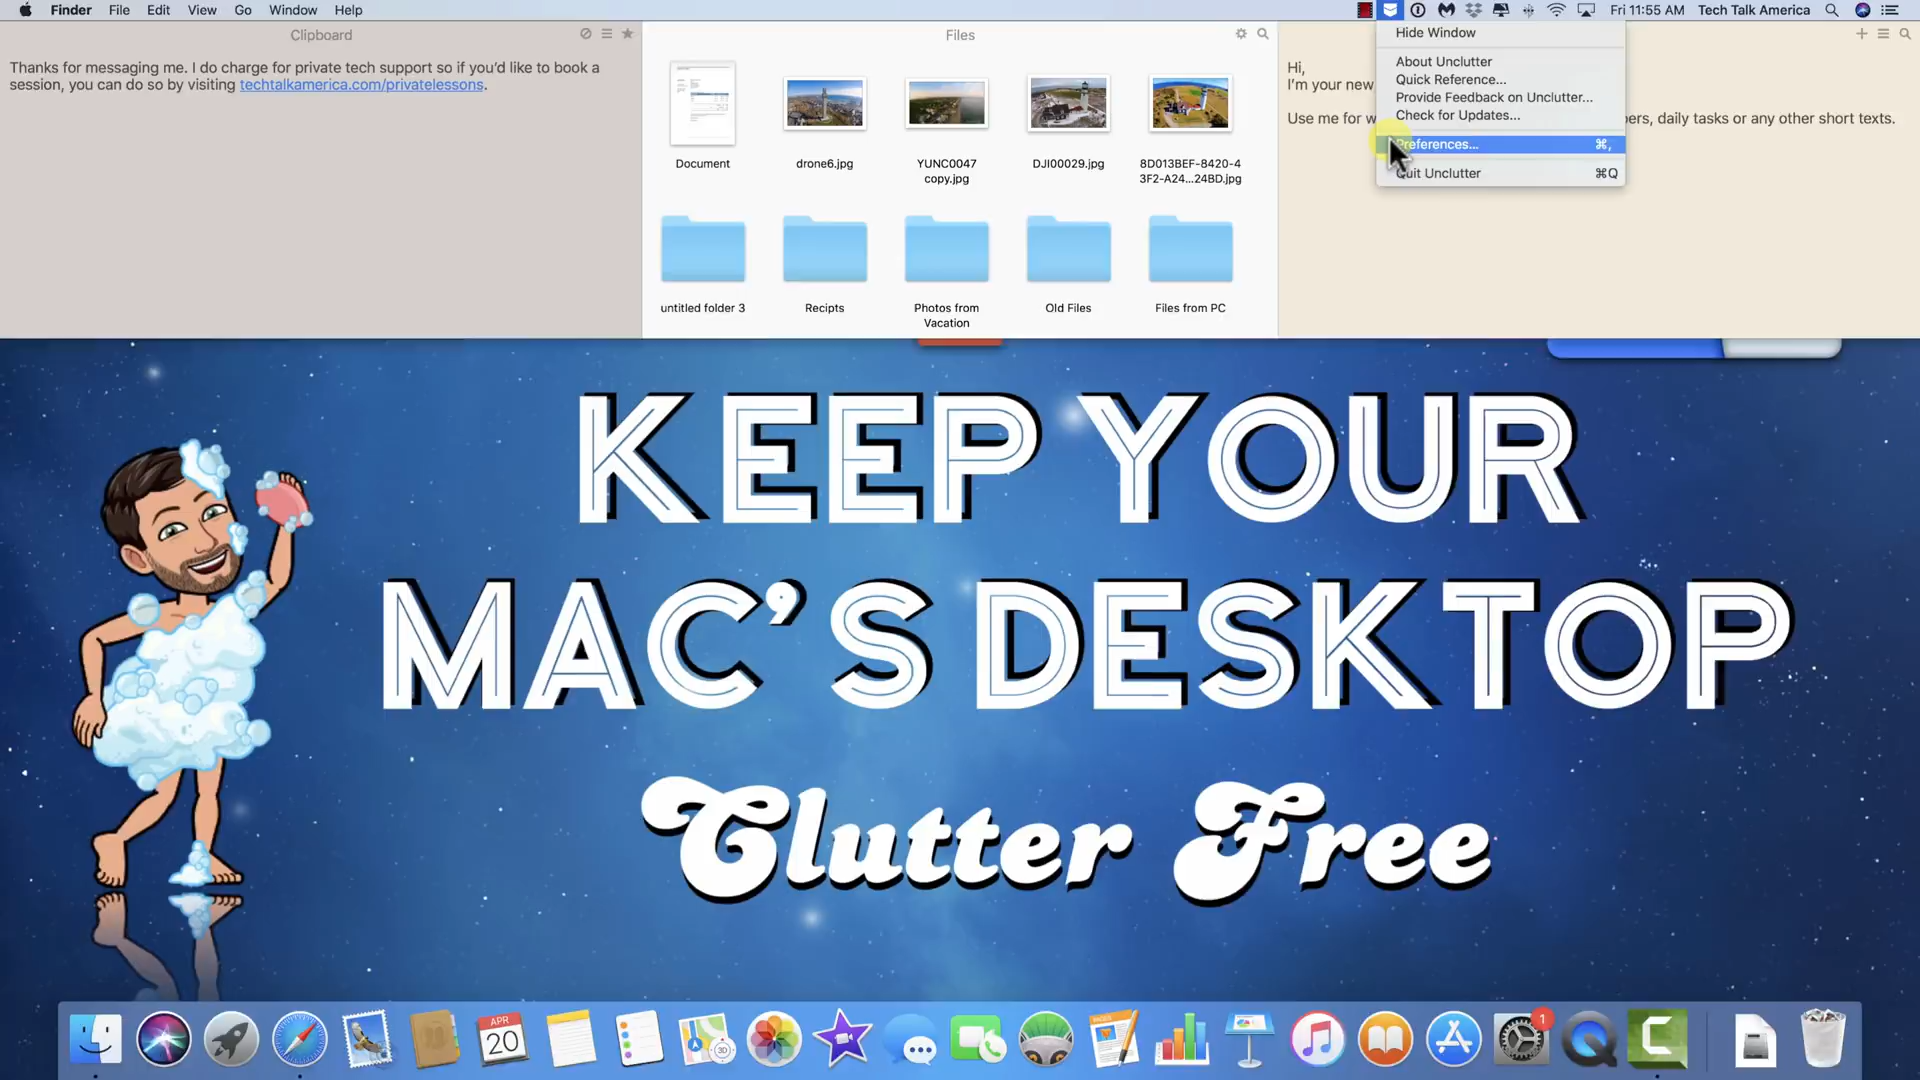 Finder File Edit View Go Window Help
Fri 11:55 AM Tech Talk America
Clipboard
Thanks for messaging me. I do charge for private tech support so if you'd like to book a
session, you can do so by visiting techtalkamerica.com/privatelessons.
Files
Document
drone6.jpg
YUNC0047
copy.jpg
DJI00029.jpg
8D013BEF-8420-4
3F2-A24...24BD.jpg
untitled folder 3
Recipts
Photos from
Vacation
Old Files
Files from PC
Hi,
I'm your new
Use me for
daily tasks or any other short texts.
Hide Window
About Unclutter
Quick Reference...
Provide Feedback on Unclutter...
Check for Updates...
Preferences... ⌘,
Quit Unclutter ⌘Q
KEEP YOUR
MAC'S DESKTOP
Clutter Free
APR
20
3D
PAGES
1